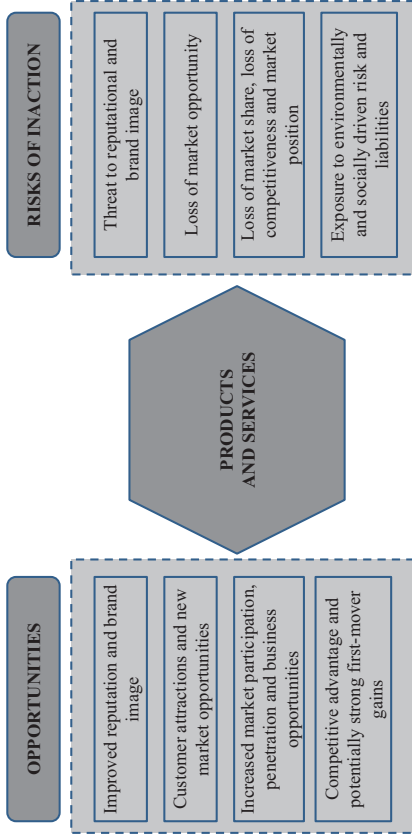 OPPORTUNITIES
Improved reputation and brand
image
Customer attractions and new
market opportunities
Increased market participation,
penetration and business
opportunities
Competitive advantage and
potentially strong first-mover
gains
PRODUCTS
AND SERVICES
RISKS OF INACTION
Threat to reputational and
brand image
Loss of market opportunity
Loss of market share, loss of
competitiveness and market
position
Exposure to environmentally
and socially driven risk and
liabilities